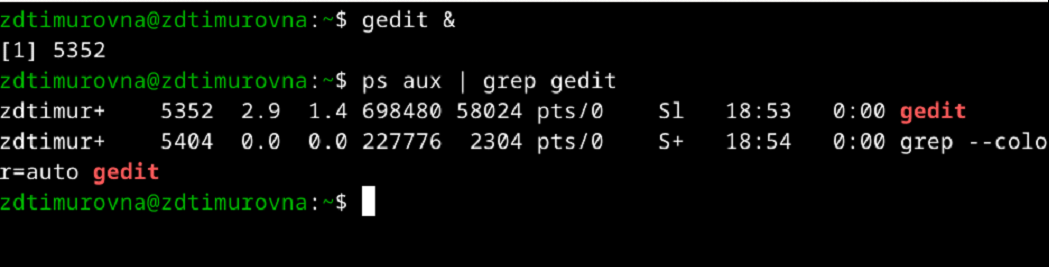 zdtimurovna@zdtimurovna:~$ gedit &
[1] 5352
zdtimurovna@zdtimurovna:~$ ps aux | grep gedit
zdtimur+    5352  2.9  1.4 698480 58024 pts/0    Sl   18:53   0:00 gedit
zdtimur+    5404  0.0  0.0 227776  2304 pts/0    S+   18:54   0:00 grep --colo
r=auto gedit
zdtimurovna@zdtimurovna:~$